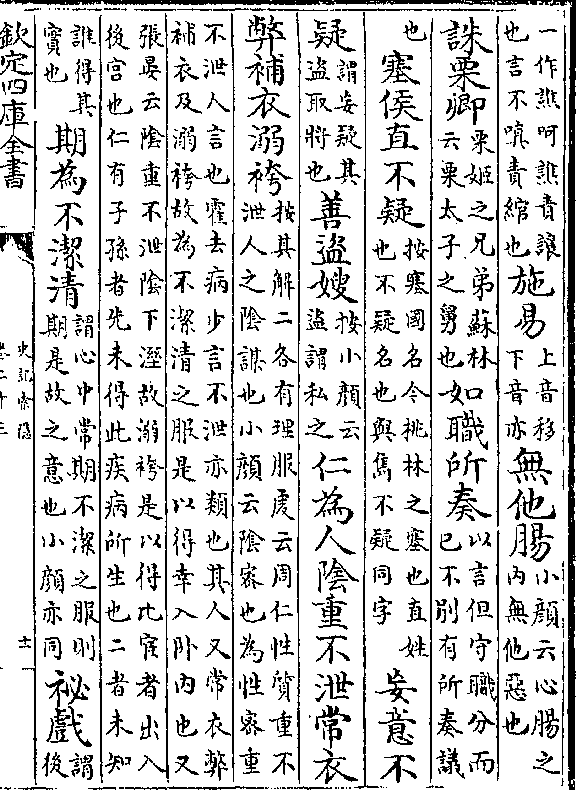 一作譙呵譙責讓也言不嗔責綰也施易上音移下音亦無他腸小顔云心腸之内無他惡也
誅栗卿栗姬之兄弟蘇林云栗太子之舅也如職所奏以言但守職分而已不別有所奏議
也塞侯直不疑按塞國名今桃林之塞也直姓也不疑名也與雋不疑同字妄意不
疑謂妄疑其盜取將也善盜嫂按小顔云盜謂私之仁為人陰重不泄常衣
弊補衣溺袴按其解二各有理服虔云周仁性質重不泄人之陰謀也小顔云陰密也為性密重
不泄人言也霍去病少言不泄亦類也其人又常衣弊補衣及溺袴故為不潔清之服是以得幸入卧内也又
張晏云陰重不泄陰下溼故溺袴是以得比宦者出入後宫也仁有子孫者先未得此疾病所生也二者未知
誰得其實也期為不潔清謂心中常期不潔之服則期是故之意也小顔亦同祕戲謂後
欽定四庫全書
史記索隱
十一